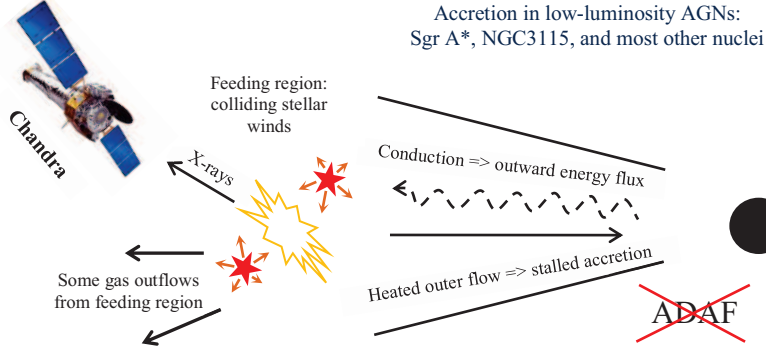 Accretion in low-luminosity AGNs:
Sgr A*, NGC3115, and most other nuclei
Feeding region:
colliding stellar
winds
Chandra
X-rays
Conduction => outward energy flux
Some gas outflows
from feeding region
Heated outer flow => stalled accretion
ADAF